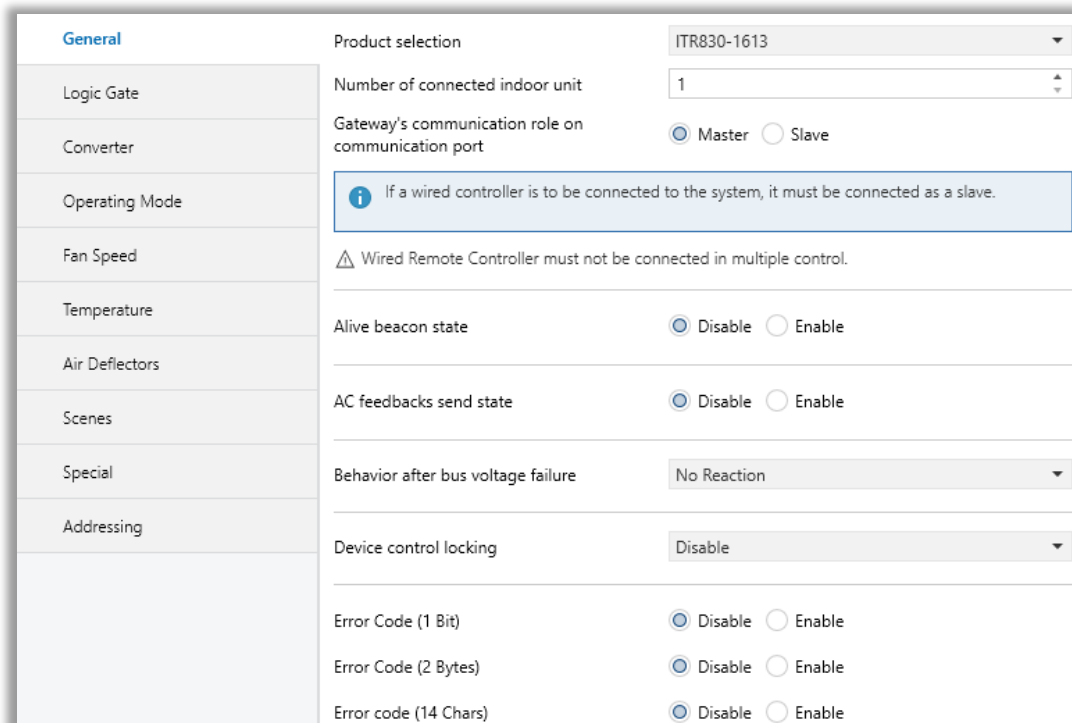 General
Logic Gate
Converter
Operating Mode
Fan Speed
Temperature
Air Deflectors
Scenes
Special
Addressing
Product selection
ITR830-1613
Number of connected indoor unit
1
Gateway's communication role on
communication port
Master Slave
If a wired controller is to be connected to the system, it must be connected as a slave.
Wired Remote Controller must not be connected in multiple control.
Alive beacon state
Disable Enable
AC feedbacks send state
Disable Enable
Behavior after bus voltage failure
No Reaction
Device control locking
Disable
Error Code (1 Bit)
Disable Enable
Error Code (2 Bytes)
Disable Enable
Error code (14 Chars)
Disable Enable